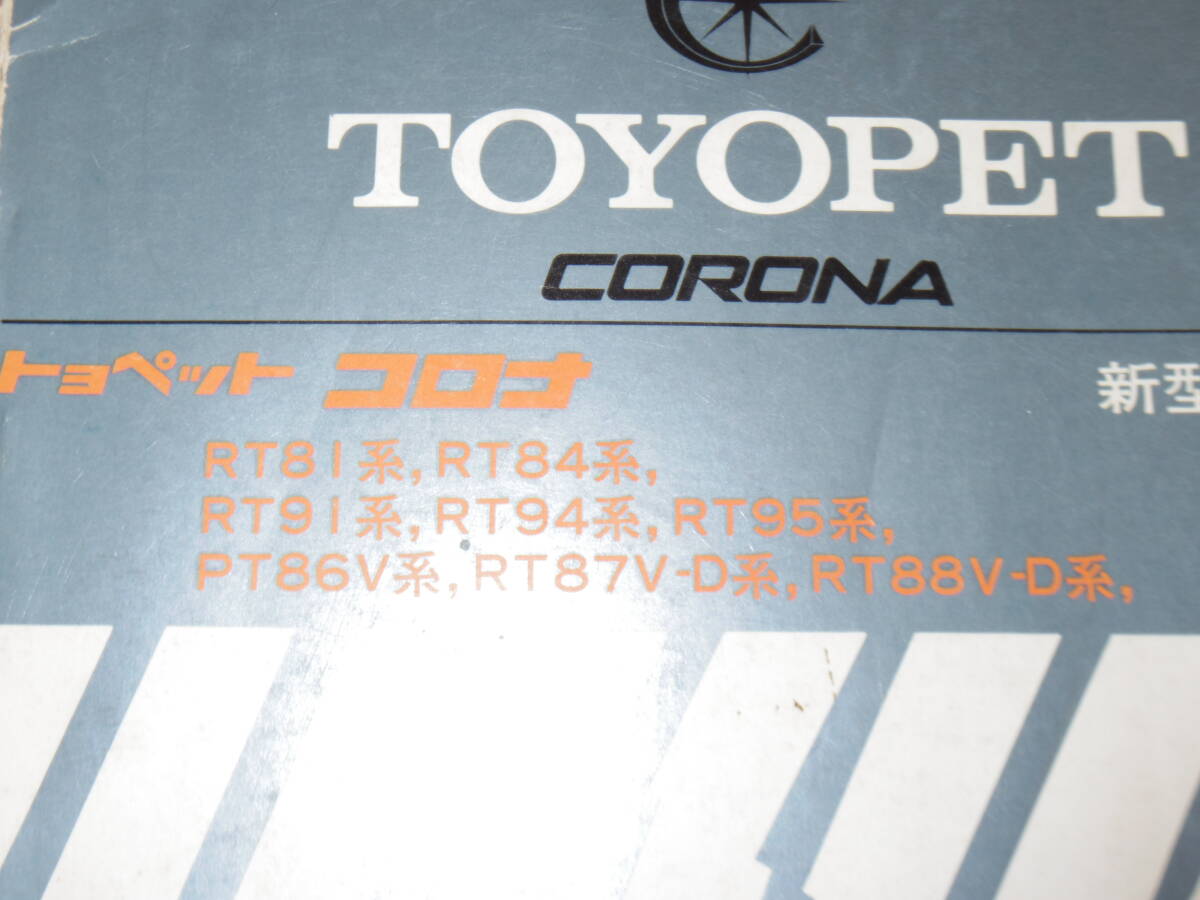 TOYOPET
CORONA
トヨペット コロナ
新型
RT81系, RT84系,
RT91系, RT94系, RT95系,
PT86V系, RT87V-D系, RT88V-D系,